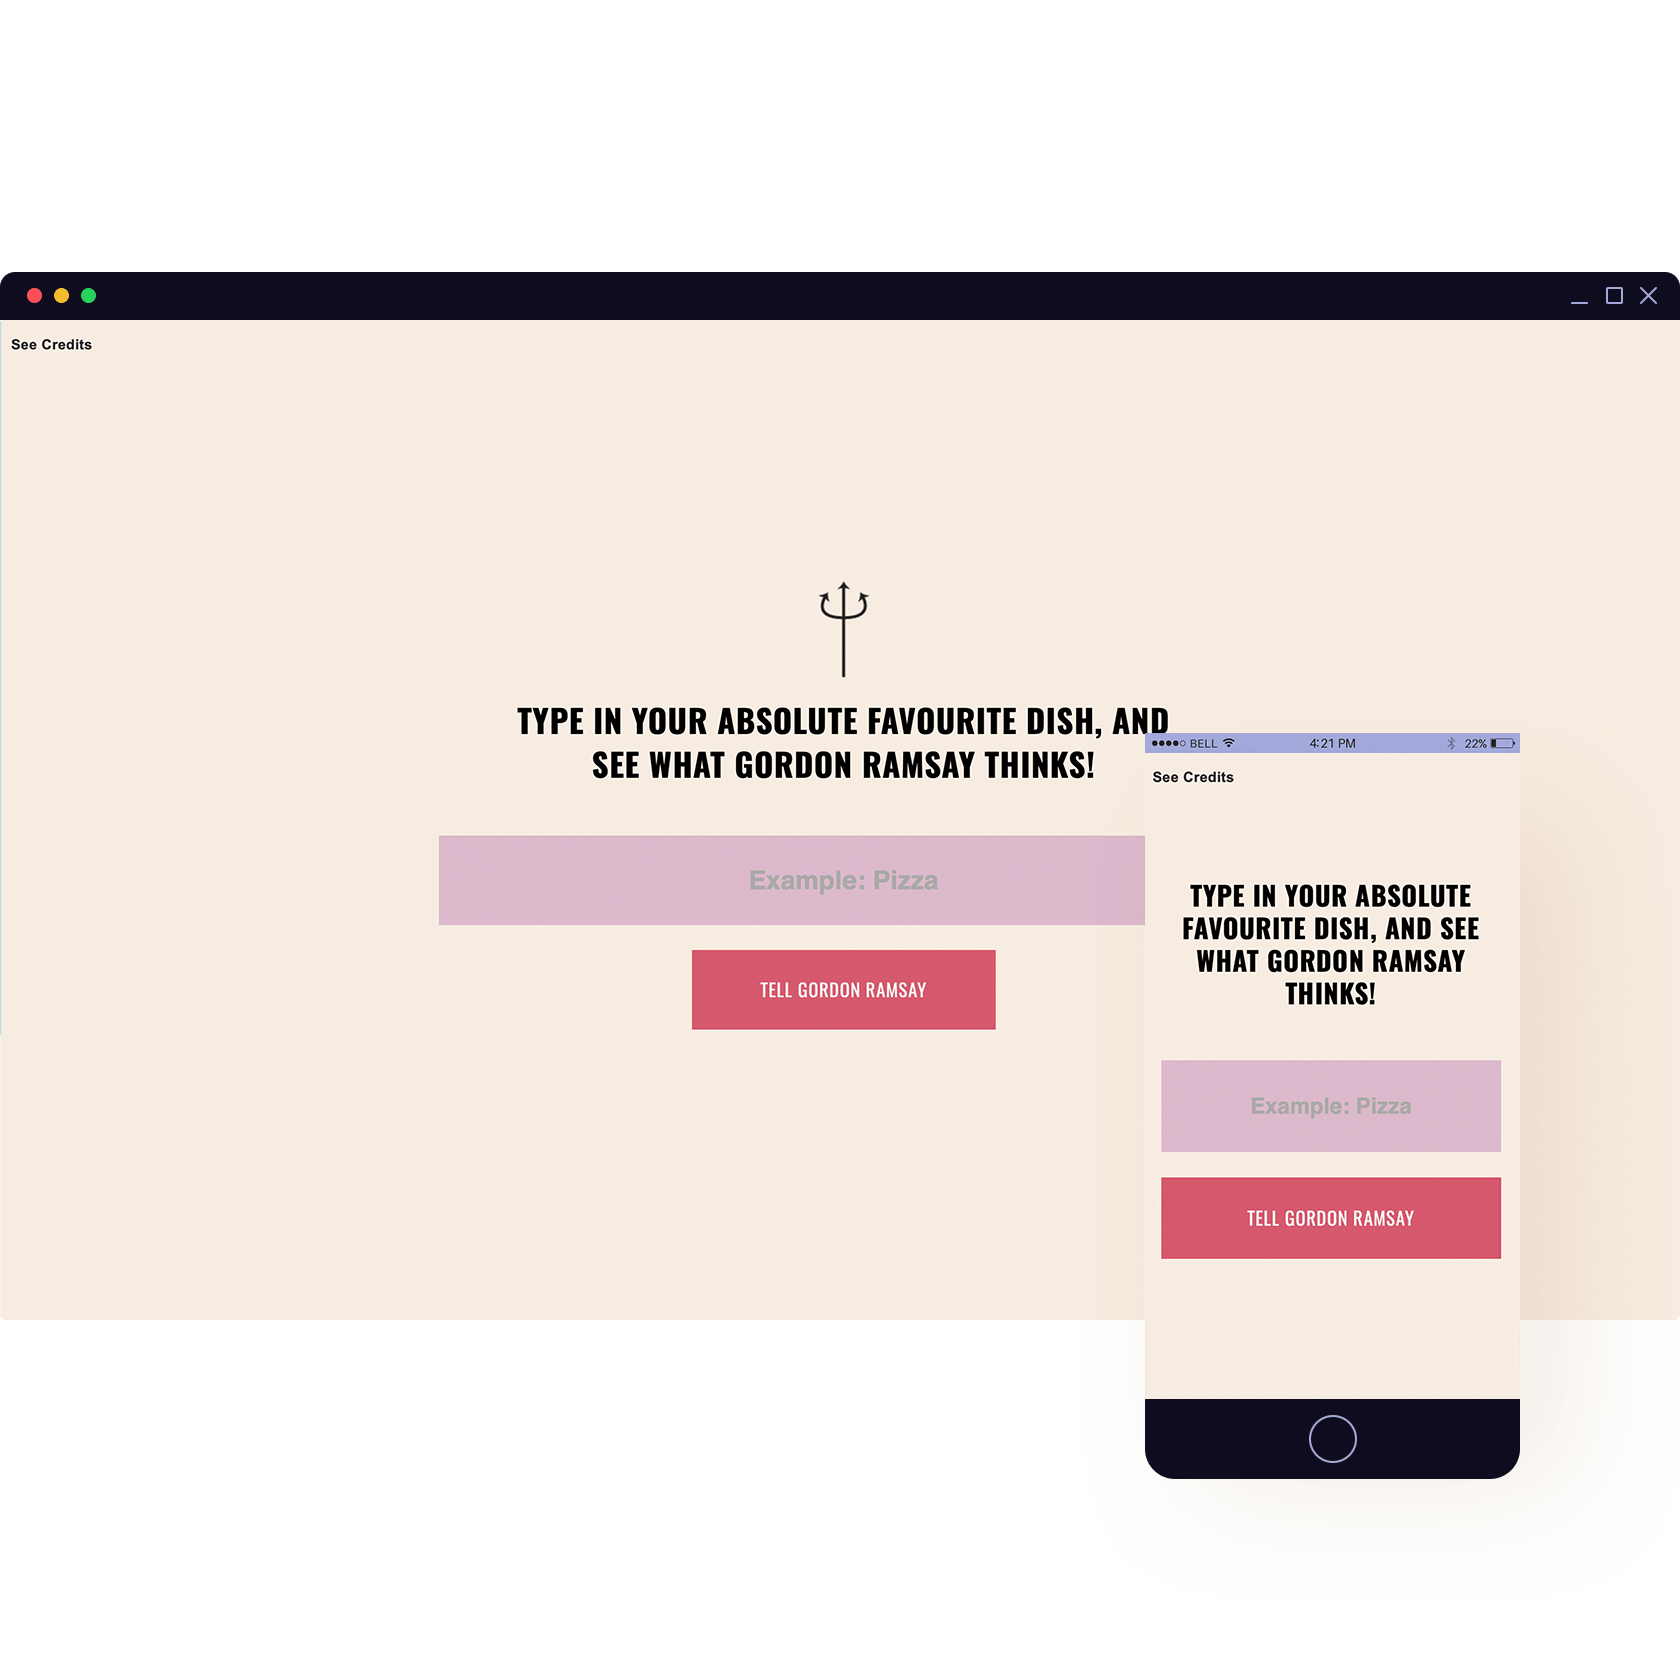 See Credits
TYPE IN YOUR ABSOLUTE FAVOURITE DISH, AND
SEE WHAT GORDON RAMSAY THINKS!
Example: Pizza
TELL GORDON RAMSAY
BELL 4:21 PM 22%
See Credits
TYPE IN YOUR ABSOLUTE
FAVOURITE DISH, AND SEE
WHAT GORDON RAMSAY
THINKS!
Example: Pizza
TELL GORDON RAMSAY